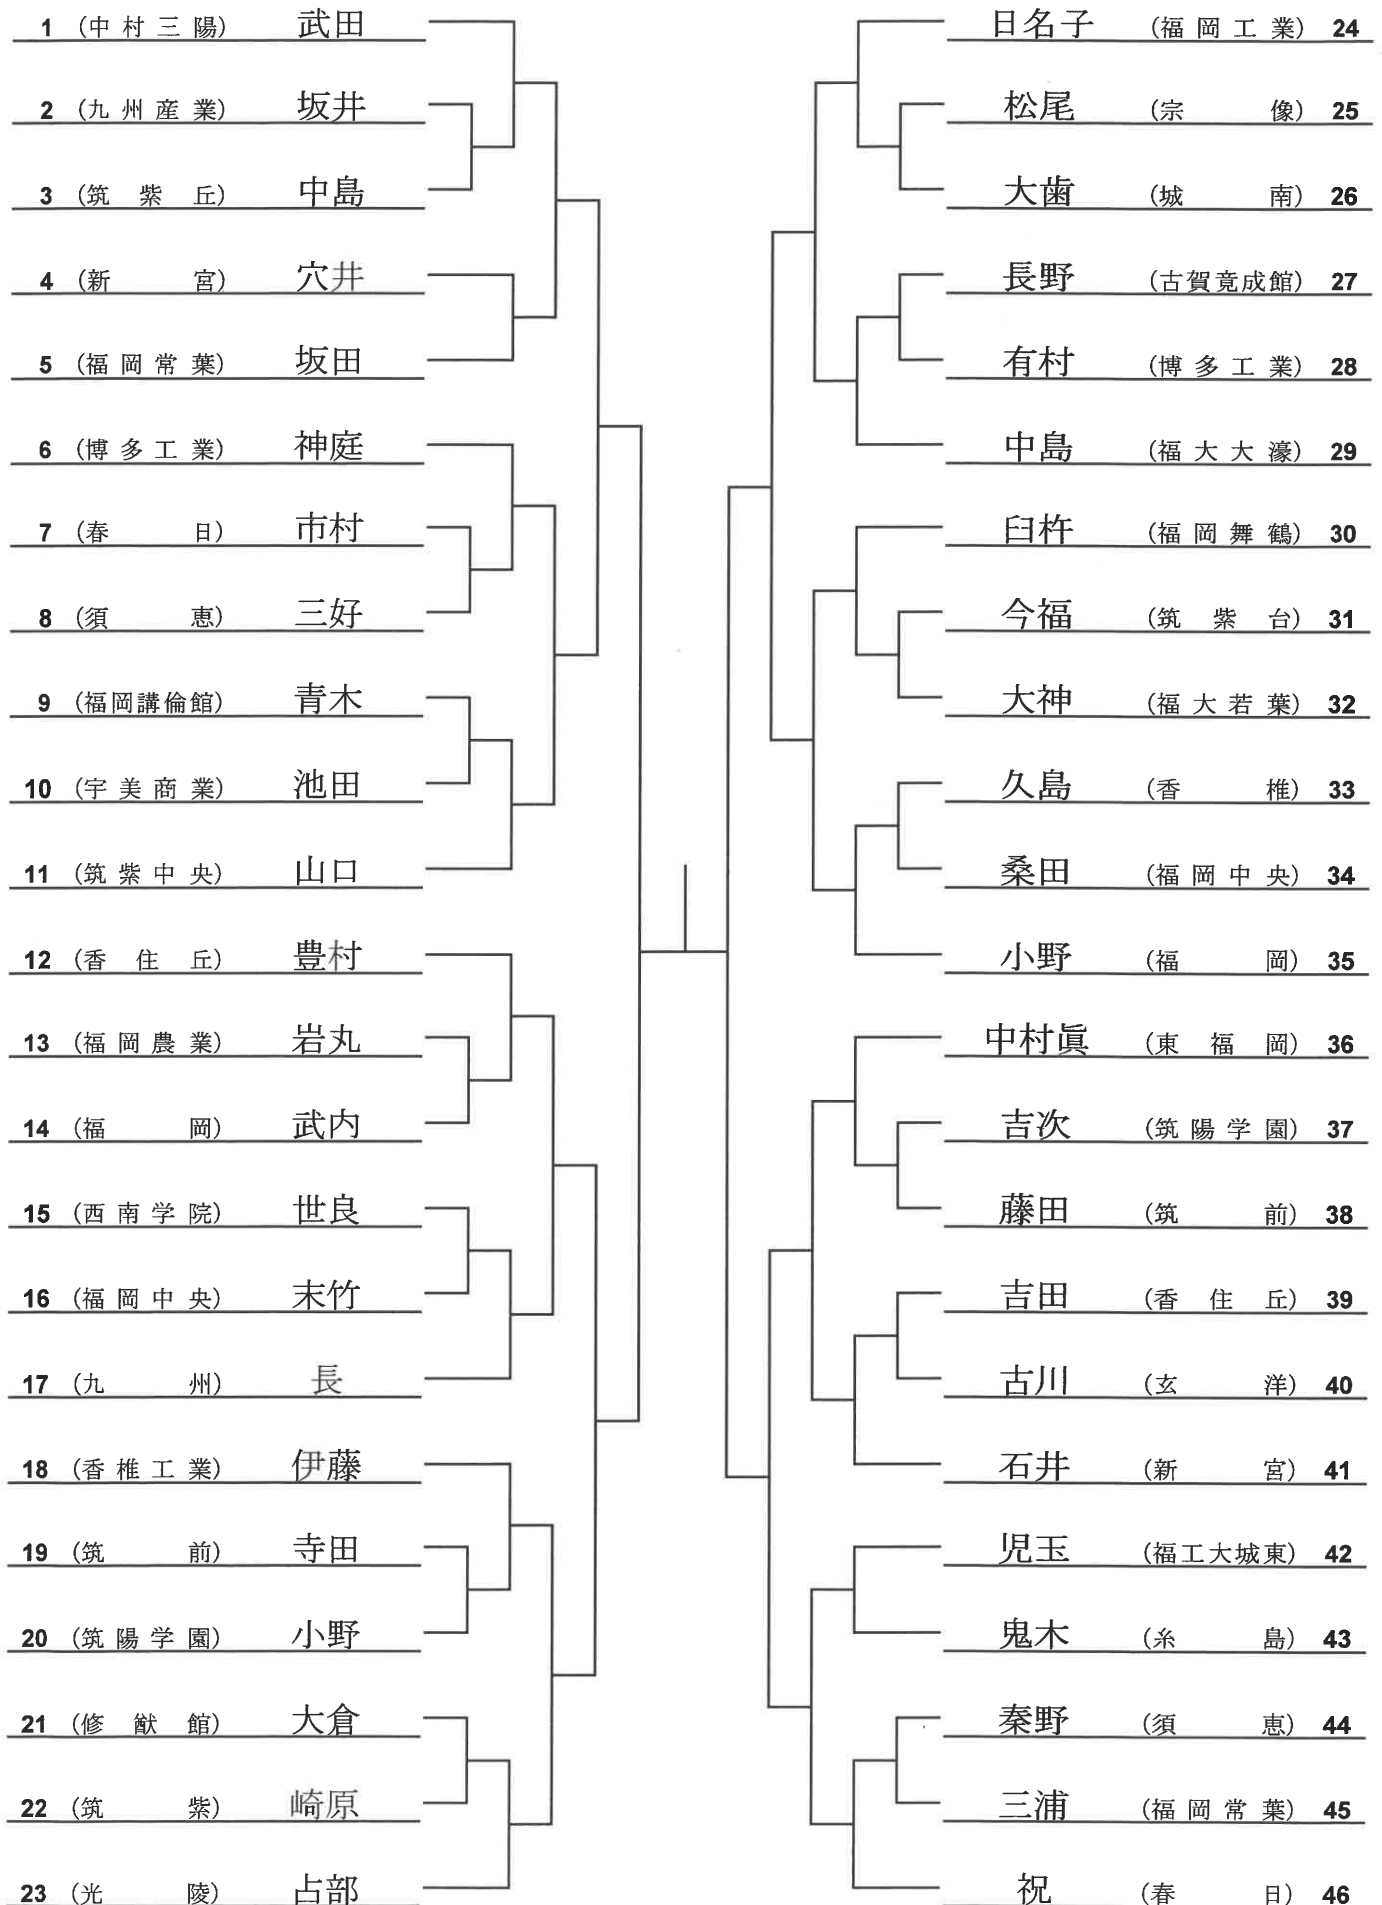 1 (中村三陽) 武田
2 (九州産業) 坂井
3 (筑紫丘) 中島
4 (新宮) 穴井
5 (福岡常葉) 坂田
6 (博多工業) 神庭
7 (春日) 市村
8 (須恵) 三好
9 (福岡講倫館) 青木
10 (宇美商業) 池田
11 (筑紫中央) 山口
12 (香住丘) 豊村
13 (福岡農業) 岩丸
14 (福岡) 武内
15 (西南学院) 世良
16 (福岡中央) 末竹
17 (九州) 長
18 (香椎工業) 伊藤
19 (筑前) 寺田
20 (筑陽学園) 小野
21 (修猷館) 大倉
22 (筑紫) 崎原
23 (光陵) 占部
日名子 (福岡工業) 24
松尾 (宗像) 25
大歯 (城南) 26
長野 (古賀竟成館) 27
有村 (博多工業) 28
中島 (福大大濠) 29
臼杵 (福岡舞鶴) 30
今福 (筑紫台) 31
大神 (福大若葉) 32
久島 (香椎) 33
桑田 (福岡中央) 34
小野 (福岡) 35
中村眞 (東福岡) 36
吉次 (筑陽学園) 37
藤田 (筑前) 38
吉田 (香住丘) 39
古川 (玄洋) 40
石井 (新宮) 41
児玉 (福工大城東) 42
鬼木 (糸島) 43
秦野 (須恵) 44
三浦 (福岡常葉) 45
祝 (春日) 46